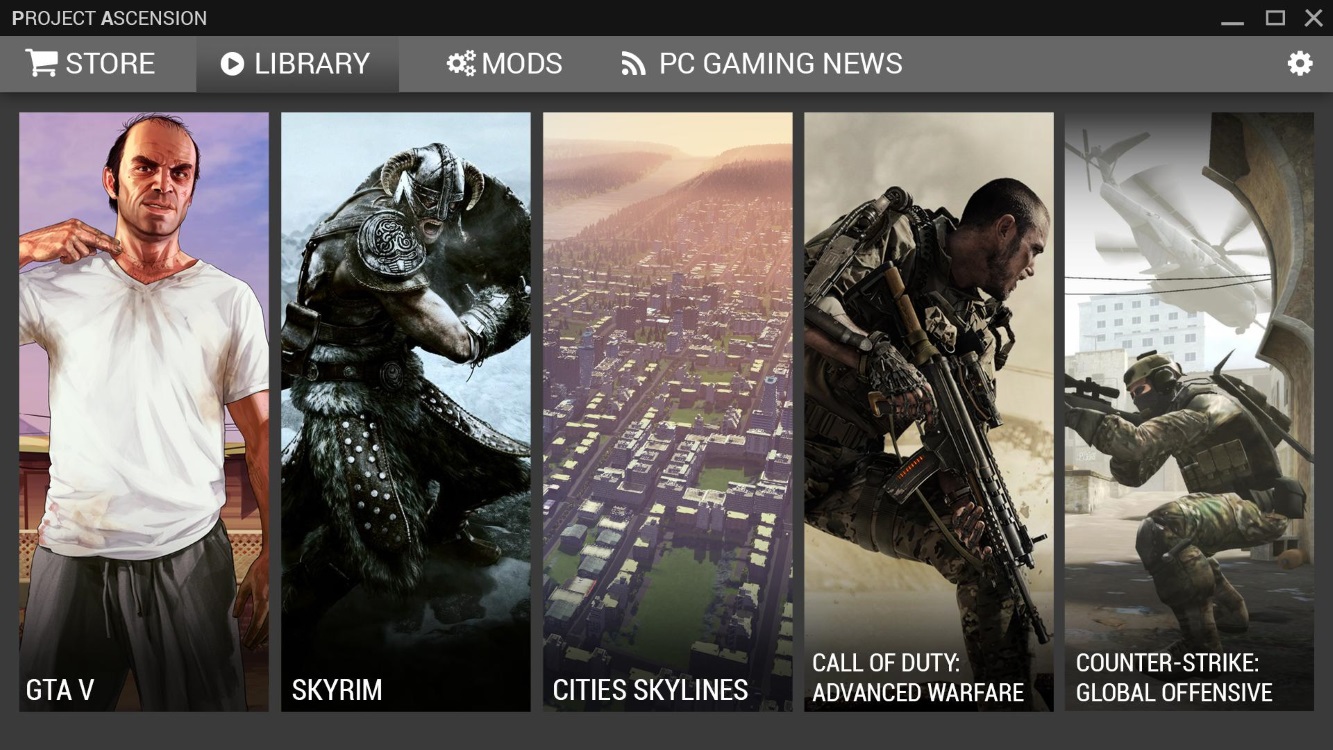 PROJECT ASCENSION
STORE
LIBRARY
MODS
PC GAMING NEWS
GTA V
SKYRIM
CITIES SKYLINES
CALL OF DUTY:
ADVANCED WARFARE
COUNTER-STRIKE:
GLOBAL OFFENSIVE